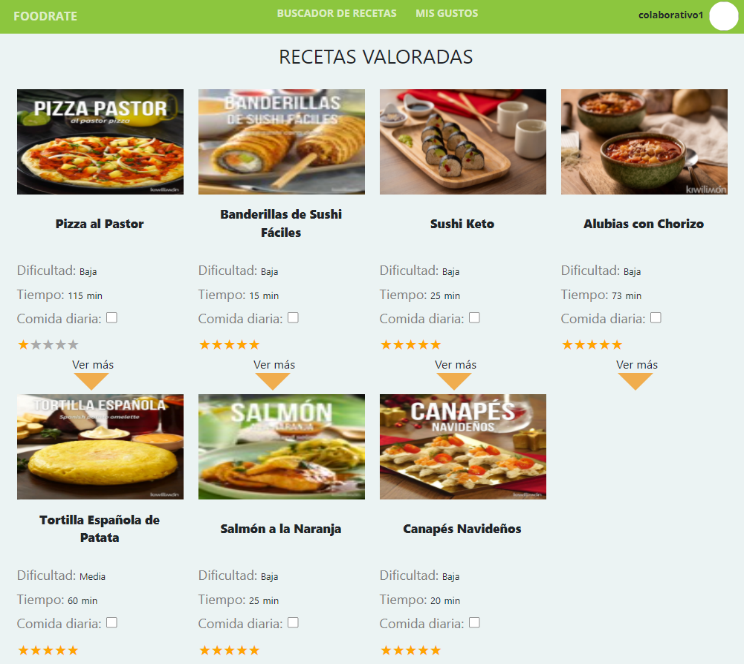 FOODRATE
BUSCADOR DE RECETAS MIS GUSTOS
colaborativo1
RECETAS VALORADAS
PIZZA PASTOR
al pastor pizza
kiwilimón
BANDERILLAS
DE SUSHI FÁCILES
kiwilimón
Pizza al Pastor
Dificultad: Baja
Tiempo: 115 min
Comida diaria:
Ver más
Banderillas de Sushi
Fáciles
Dificultad: Baja
Tiempo: 15 min
Comida diaria:
Ver más
Sushi Keto
Dificultad: Baja
Tiempo: 25 min
Comida diaria:
Ver más
Alubias con Chorizo
Dificultad: Baja
Tiempo: 73 min
Comida diaria:
Ver más
TORTILLA ESPAÑOLA
kiwilimón
Tortilla Española de
Patata
Dificultad: Media
Tiempo: 60 min
Comida diaria:
SALMÓN
NARANJA
kiwilimón
Salmón a la Naranja
Dificultad: Baja
Tiempo: 25 min
Comida diaria:
CANAPÉS
NAVIDEÑOS
kiwilimón
Canapés Navideños
Dificultad: Baja
Tiempo: 20 min
Comida diaria: